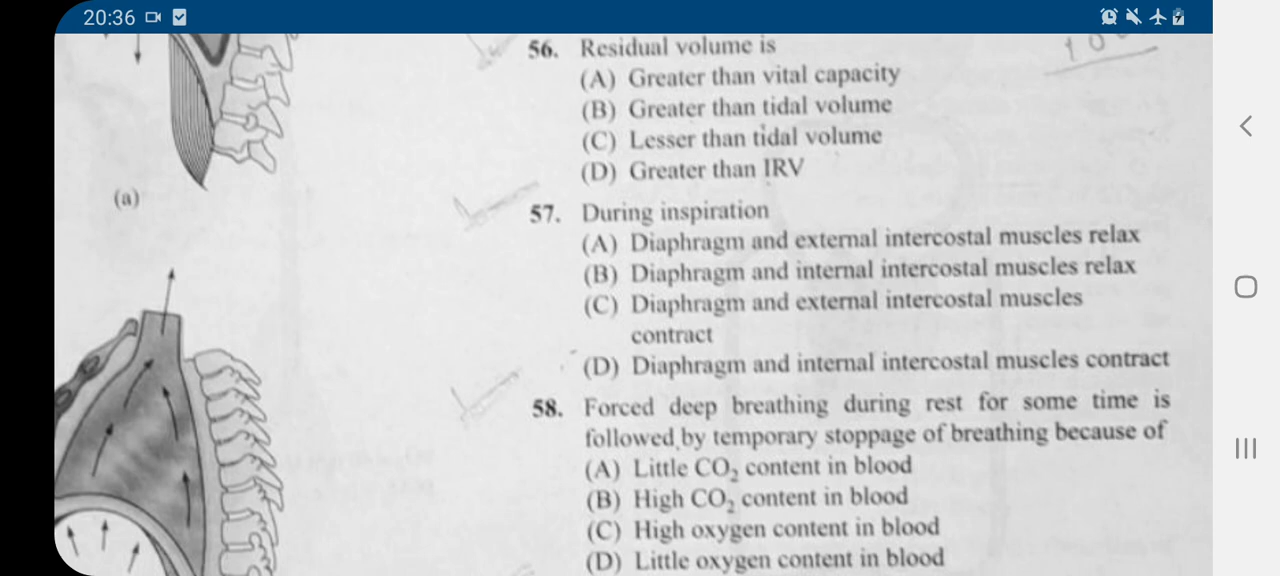 20:36
56. Residual volume is
(A) Greater than vital capacity
(B) Greater than tidal volume
(C) Lesser than tidal volume
(D) Greater than IRV
(a)
57. During inspiration
(A) Diaphragm and external intercostal muscles relax
(B) Diaphragm and internal intercostal muscles relax
(C) Diaphragm and external intercostal muscles
contract
(D) Diaphragm and internal intercostal muscles contract
58. Forced deep breathing during rest for some time is
followed by temporary stoppage of breathing because of
(A) Little CO₂ content in blood
(B) High CO₂ content in blood
(C) High oxygen content in blood
(D) Little oxygen content in blood